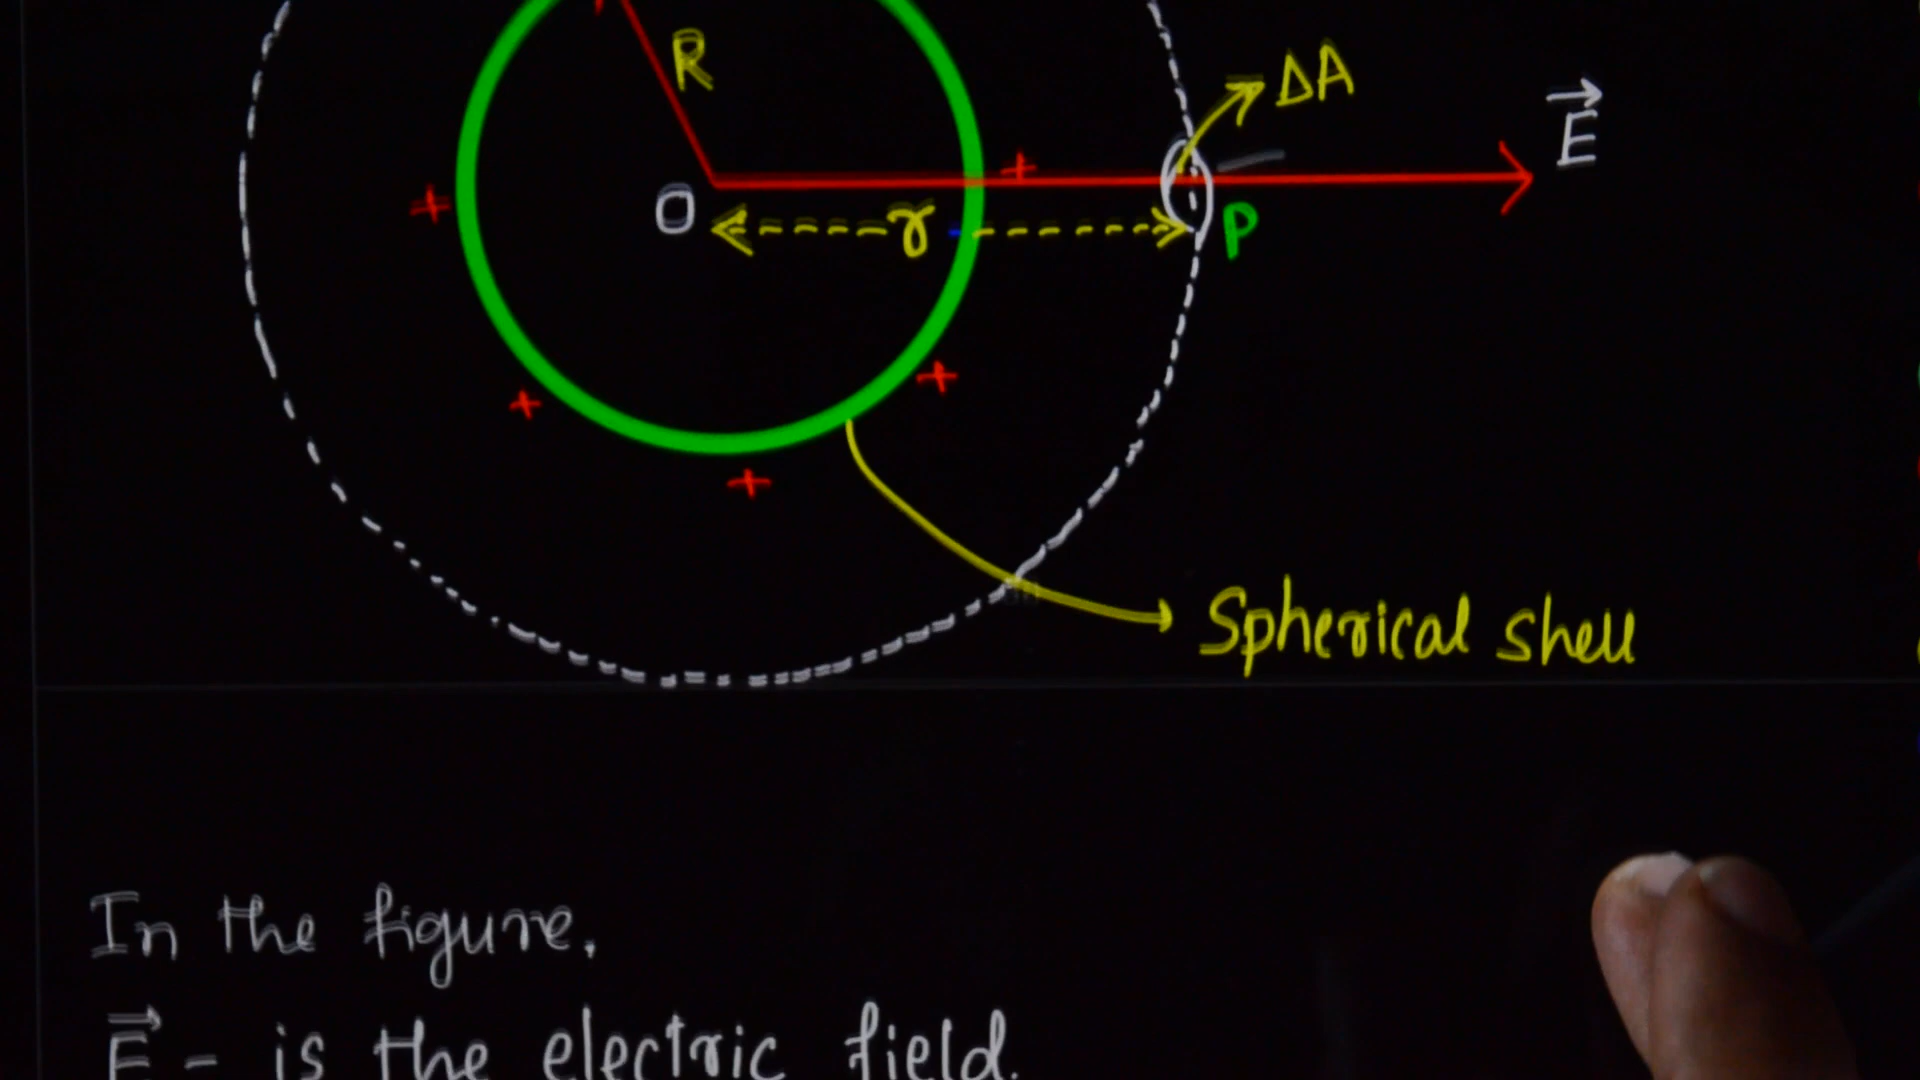 R
ΔA
E
O
r
P
Spherical shell
In the figure,
E - is the electric field.